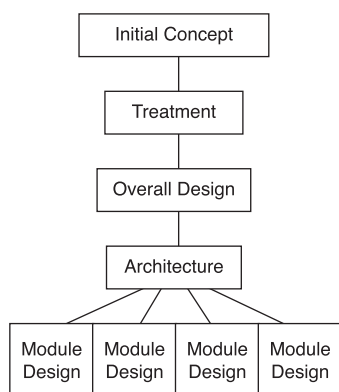 Initial Concept
Treatment
Overall Design
Architecture
Module
Design
Module
Design
Module
Design
Module
Design